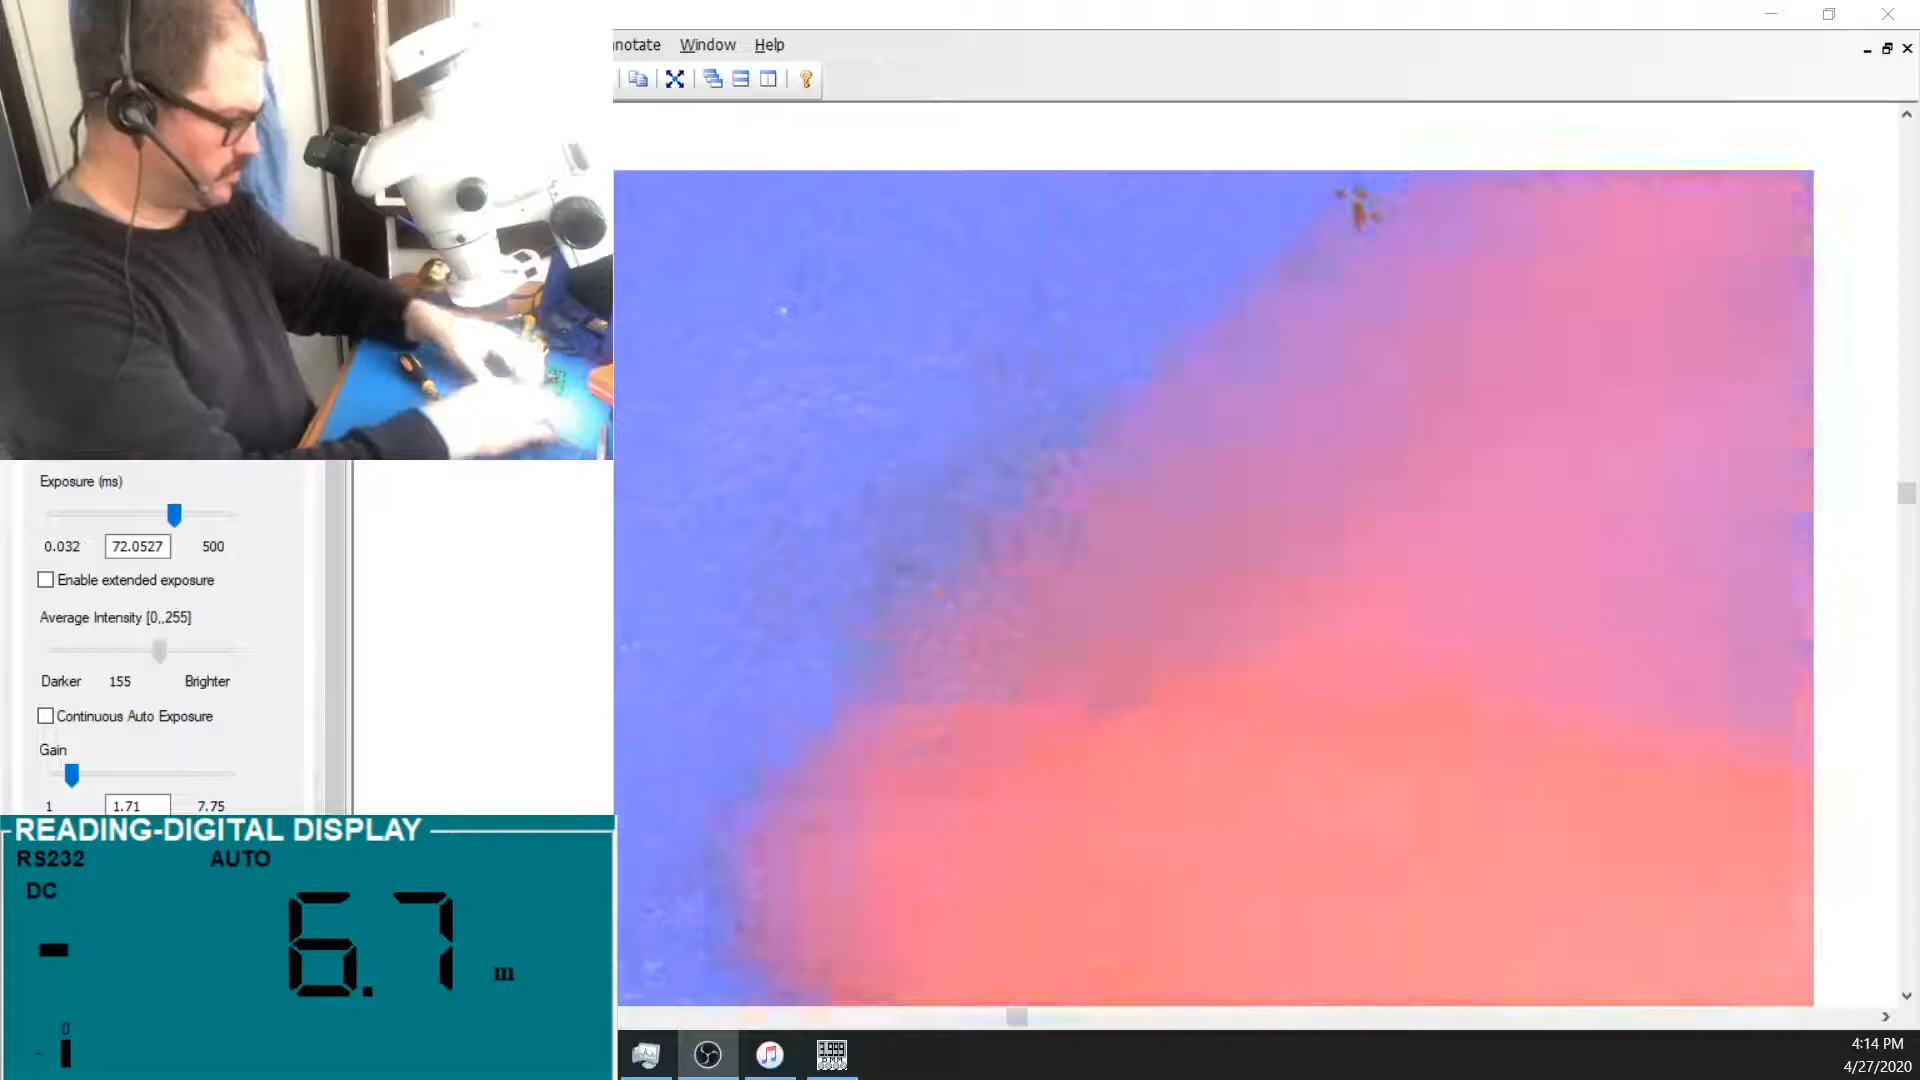 notate Window Help
Exposure (ms)
0.032 72.0527 500
Enable extended exposure
Average Intensity [0,,255]
Darker 155 Brighter
Continuous Auto Exposure
Gain
1 1.71 7.75
READING-DIGITAL DISPLAY
RS232 AUTO
DC
- 6.7 m
0
-
4:14 PM
4/27/2020